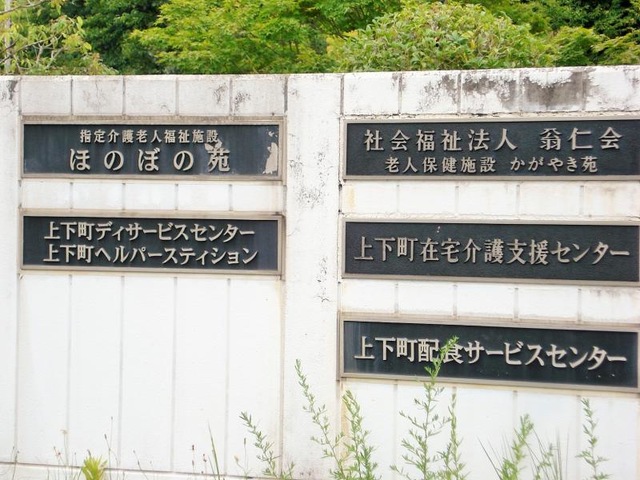 指定介護老人福祉施設
ほのぼの苑
上下町ディサービスセンター
上下町ヘルパースティション
社会福祉法人 翁仁会
老人保健施設 かがやき苑
上下町在宅介護支援センター
上下町配食サービスセンター